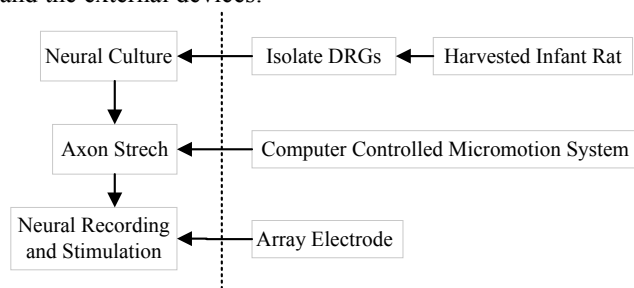 and the external devices.
Neural Culture
Isolate DRGs
Harvested Infant Rat
Axon Strech
Computer Controlled Micromotion System
Neural Recording
and Stimulation
Array Electrode